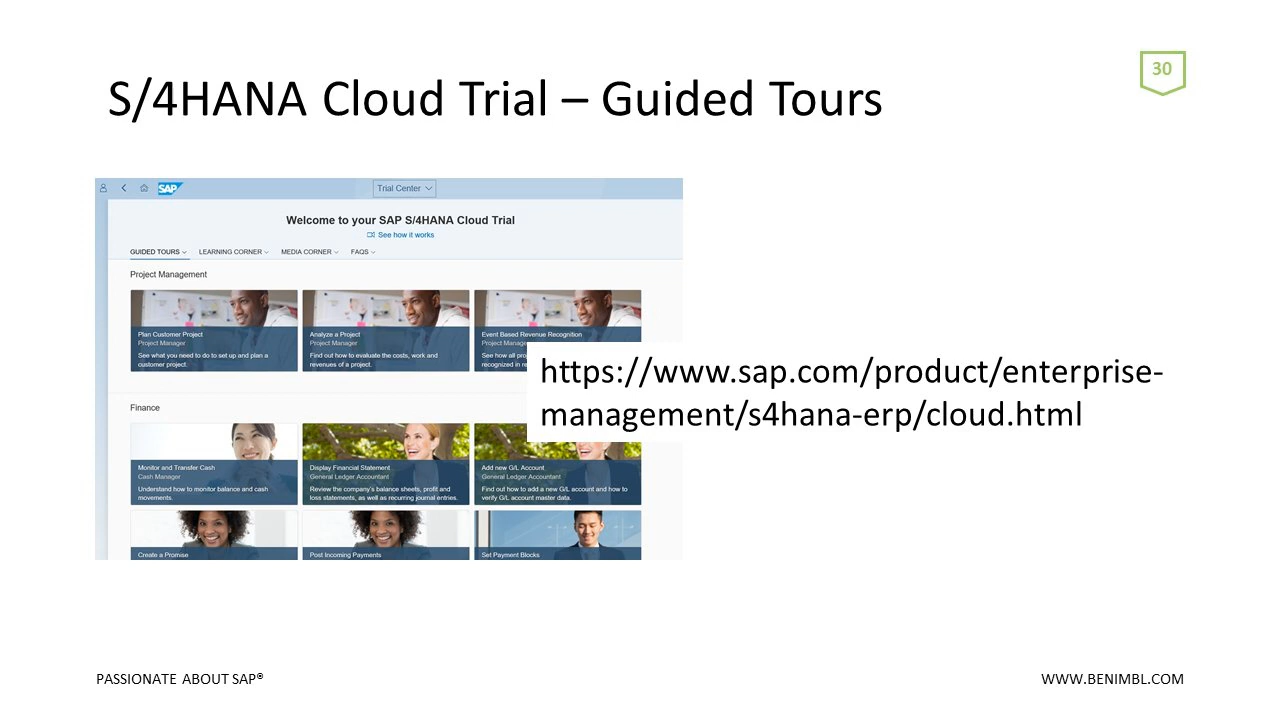 S/4HANA Cloud Trial – Guided Tours
30
SAP
Trial Center
Welcome to your SAP S/4HANA Cloud Trial
See how it works
GUIDED TOURS
LEARNING CORNER
MEDIA CORNER
FAQS
Project Management
Plan Customer Project
Project Manager
See what you need to do to set up and plan a
customer project.
Analyze a Project
Project Manager
Find out how to evaluate the costs, work and
revenues of a project.
Event Based Revenue Recognition
Project
See how all
recognized in
https://www.sap.com/product/enterprise-
management/s4hana-erp/cloud.html
Finance
Monitor and Transfer Cash
Cash Manager
Understand how to monitor balance and cash
movements.
Display Financial Statement
General Ledger Accountant
Review the company's balance sheets, profit and
loss statements, as well as recurring journal entries.
Add new G/L Account
General Ledger Accountant
Find out how to add a new G/L account and how to
verify G/L account master data.
Create a Promise
Post Incoming Payments
Set Payment Blocks
PASSIONATE ABOUT SAP®
WWW.BENIMBL.COM